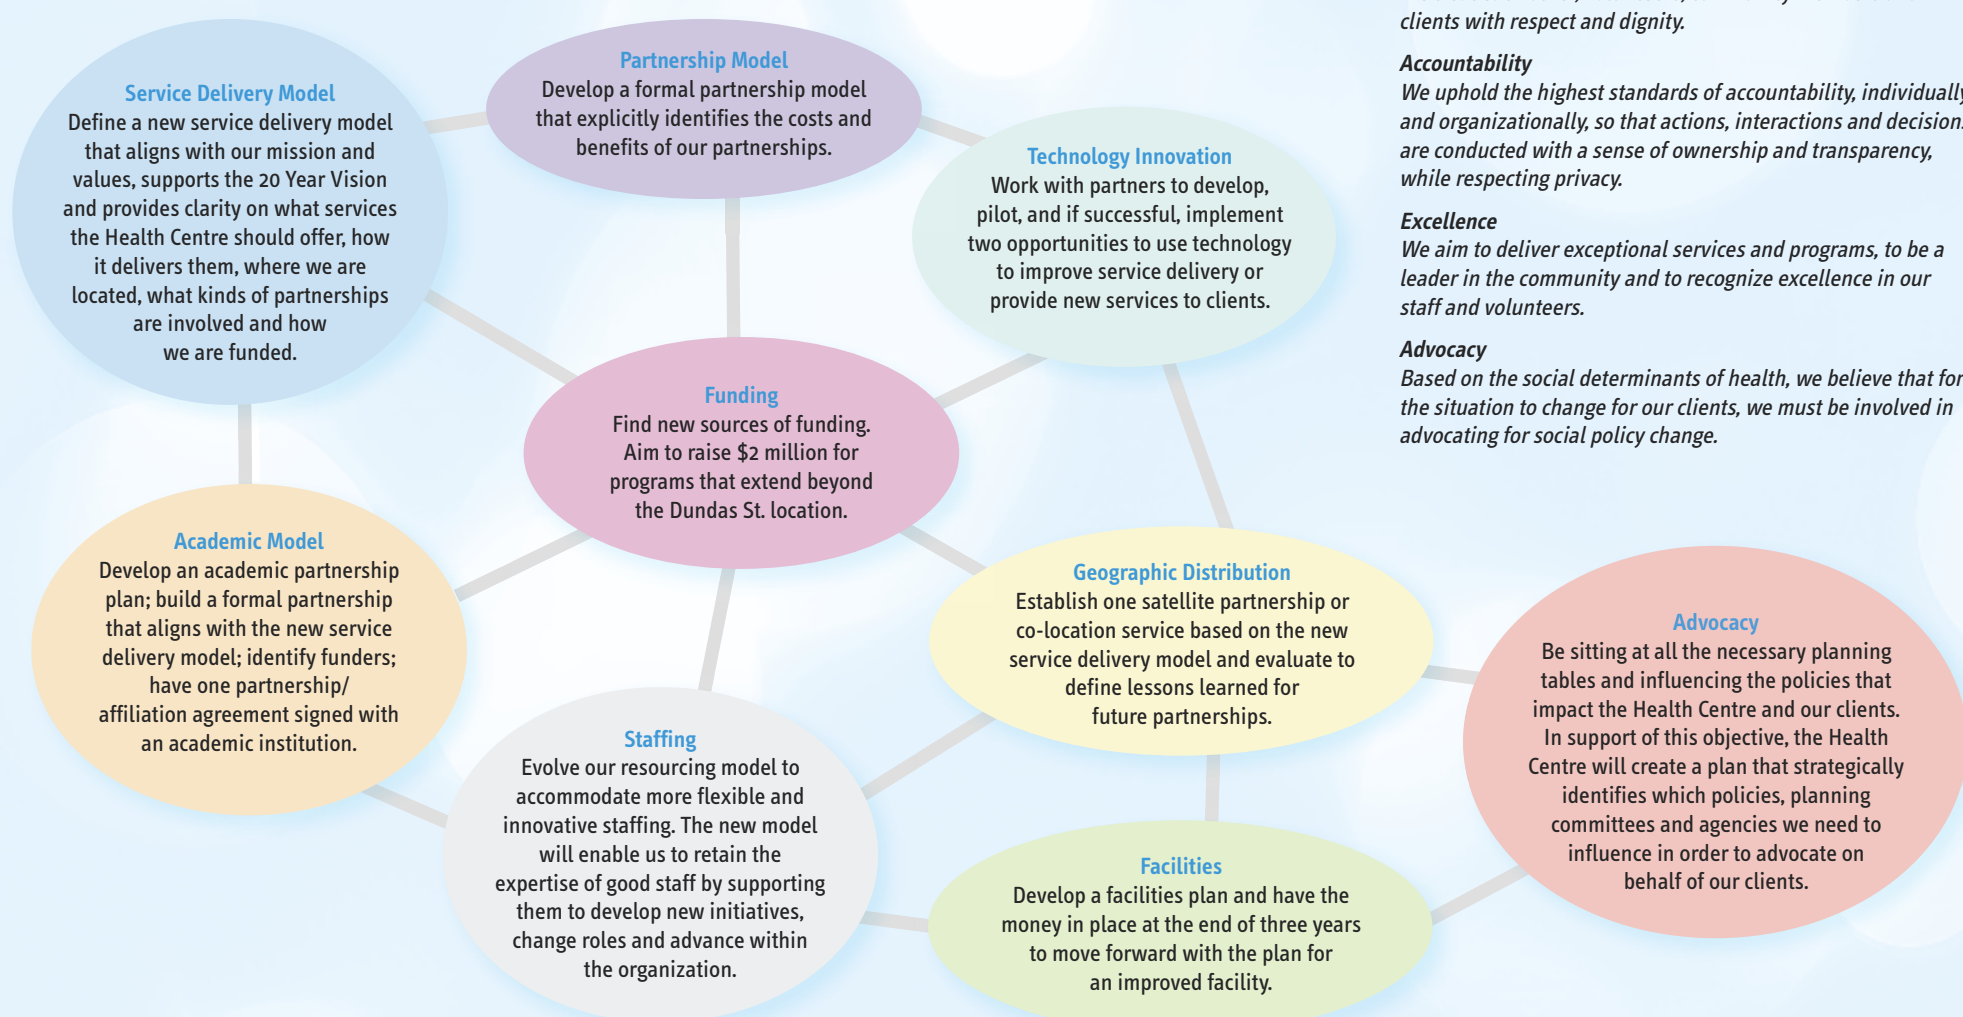 Service Delivery Model
Define a new service delivery model
that aligns with our mission and
values, supports the 20 Year Vision
and provides clarity on what services
the Health Centre should offer, how
it delivers them, where we are
located, what kinds of partnerships
are involved and how
we are funded.
Partnership Model
Develop a formal partnership model
that explicitly identifies the costs and
benefits of our partnerships.
Technology Innovation
Work with partners to develop,
pilot, and if successful, implement
two opportunities to use technology
to improve service delivery or
provide new services to clients.
Funding
Find new sources of funding.
Aim to raise $2 million for
programs that extend beyond
the Dundas St. location.
Academic Model
Develop an academic partnership
plan; build a formal partnership
that aligns with the new service
delivery model; identify funders;
have one partnership/
affiliation agreement signed with
an academic institution.
Geographic Distribution
Establish one satellite partnership or
co-location service based on the new
service delivery model and evaluate to
define lessons learned for
future partnerships.
Staffing
Evolve our resourcing model to
accommodate more flexible and
innovative staffing. The new model
will enable us to retain the
expertise of good staff by supporting
them to develop new initiatives,
change roles and advance within
the organization.
Facilities
Develop a facilities plan and have the
money in place at the end of three years
to move forward with the plan for
an improved facility.
Advocacy
Be sitting at all the necessary planning
tables and influencing the policies that
impact the Health Centre and our clients.
In support of this objective, the Health
Centre will create a plan that strategically
identifies which policies, planning
committees and agencies we need to
influence in order to advocate on
behalf of our clients.
clients with respect and dignity.
Accountability
We uphold the highest standards of accountability, individually
and organizationally, so that actions, interactions and decisions
are conducted with a sense of ownership and transparency,
while respecting privacy.
Excellence
We aim to deliver exceptional services and programs, to be a
leader in the community and to recognize excellence in our
staff and volunteers.
Advocacy
Based on the social determinants of health, we believe that for
the situation to change for our clients, we must be involved in
advocating for social policy change.